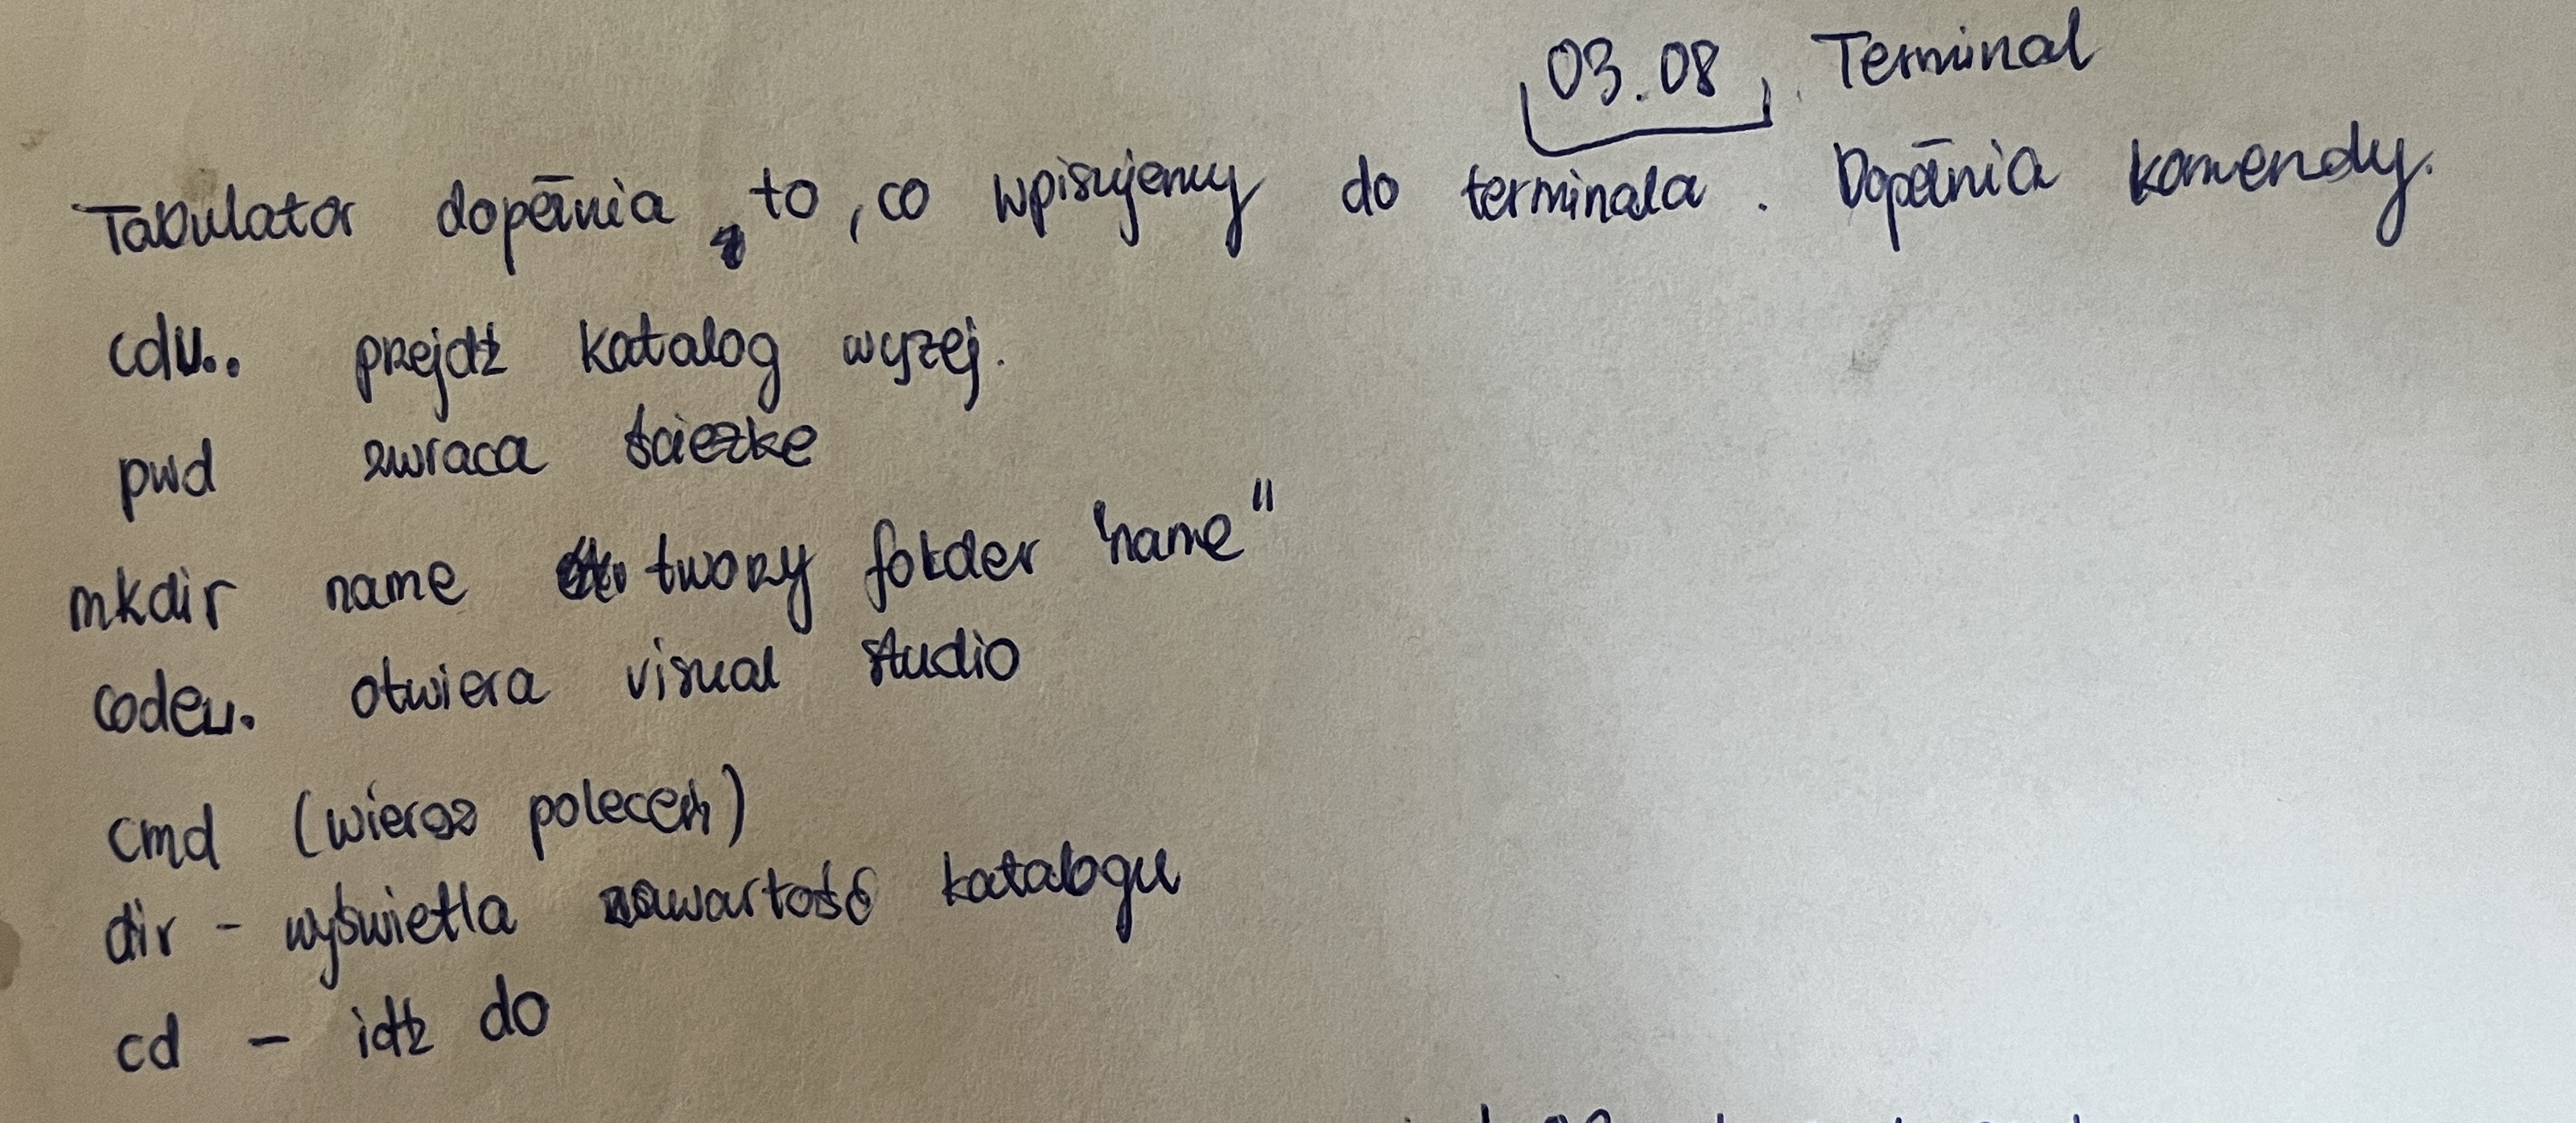 03.08 Terminal
Tabulator dopełnia to, co wpisujemy do terminala. Dopełnia komendy.
cd␣.. przejdź katalog wyżej.
pwd zwraca ścieżkę
mkdir name tworzy folder "name"
code␣. otwiera visual studio
cmd (wiersz poleceń)
dir - wyświetla zawartość katalogu
cd - idź do